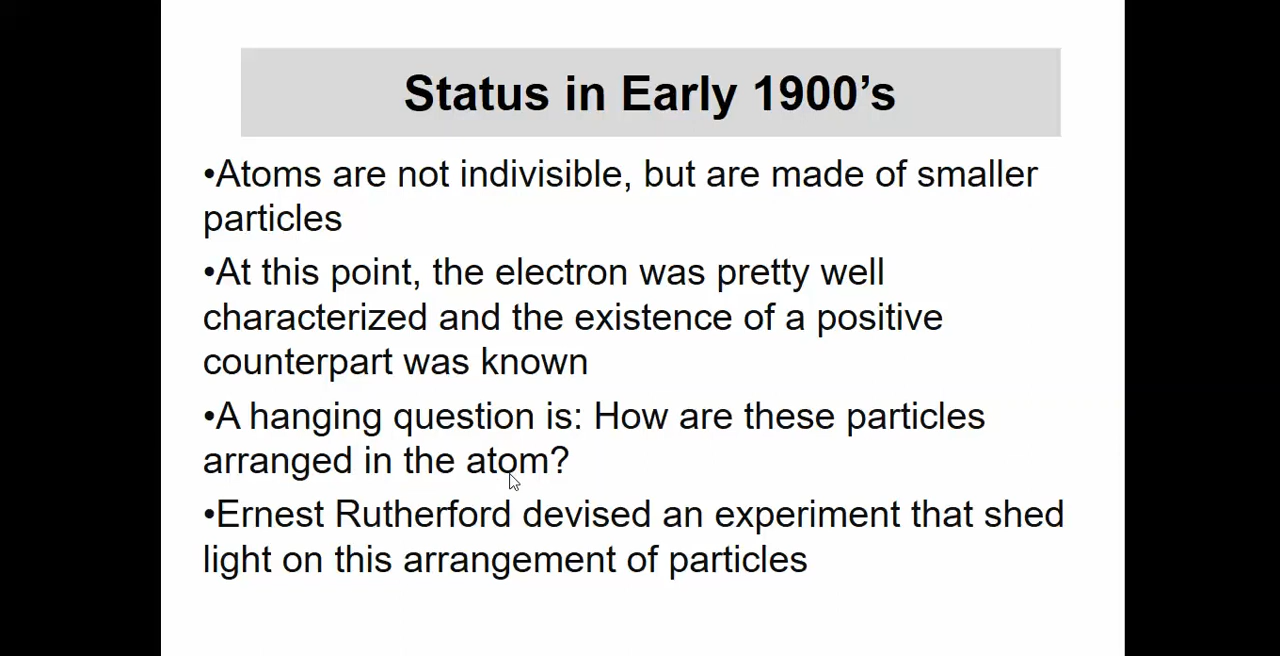 Status in Early 1900’s
•Atoms are not indivisible, but are made of smaller
particles
•At this point, the electron was pretty well
characterized and the existence of a positive
counterpart was known
•A hanging question is: How are these particles
arranged in the atom?
•Ernest Rutherford devised an experiment that shed
light on this arrangement of particles